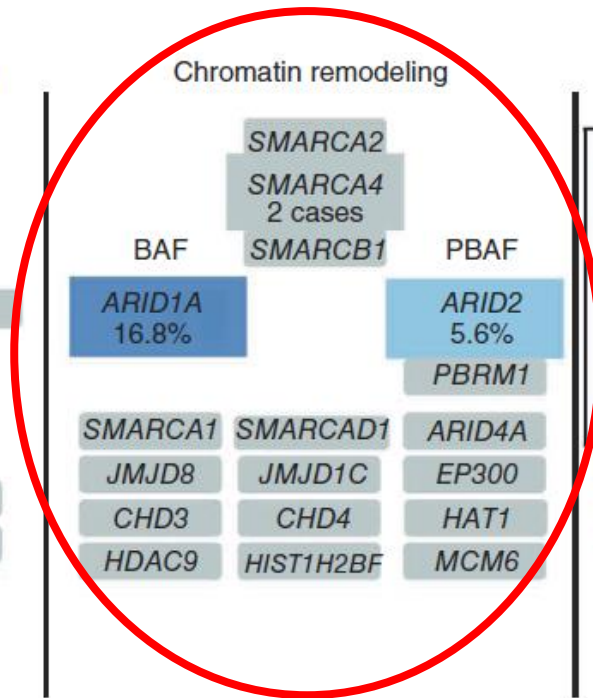 Chromatin remodeling
SMARCA2
SMARCA4
2 cases
BAF SMARCB1 PBAF
ARID1A ARID2
16.8% 5.6%
PBRM1
SMARCA1 SMARCAD1 ARID4A
JMJD8 JMJD1C EP300
CHD3 CHD4 HAT1
HDAC9 HIST1H2BF MCM6